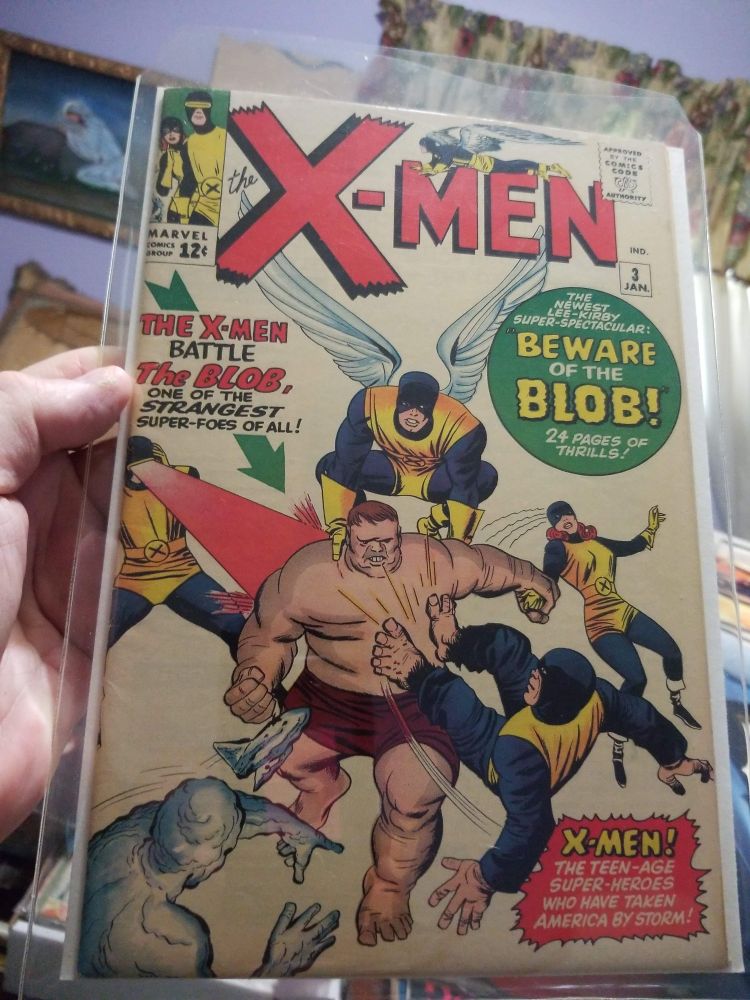 the X-MEN
MARVEL
COMICS
GROUP 12¢
APPROVED
BY THE
COMICS
CODE
AUTHORITY
IND.
3
JAN.
THE X-MEN
BATTLE
The BLOB,
ONE OF THE
STRANGEST
SUPER-FOES OF ALL!
THE
NEWEST
LEE-KIRBY
SUPER-SPECTACULAR:
"BEWARE
OF THE
BLOB!"
24 PAGES OF
THRILLS!
X-MEN!
THE TEEN-AGE
SUPER-HEROES
WHO HAVE TAKEN
AMERICA BY STORM!